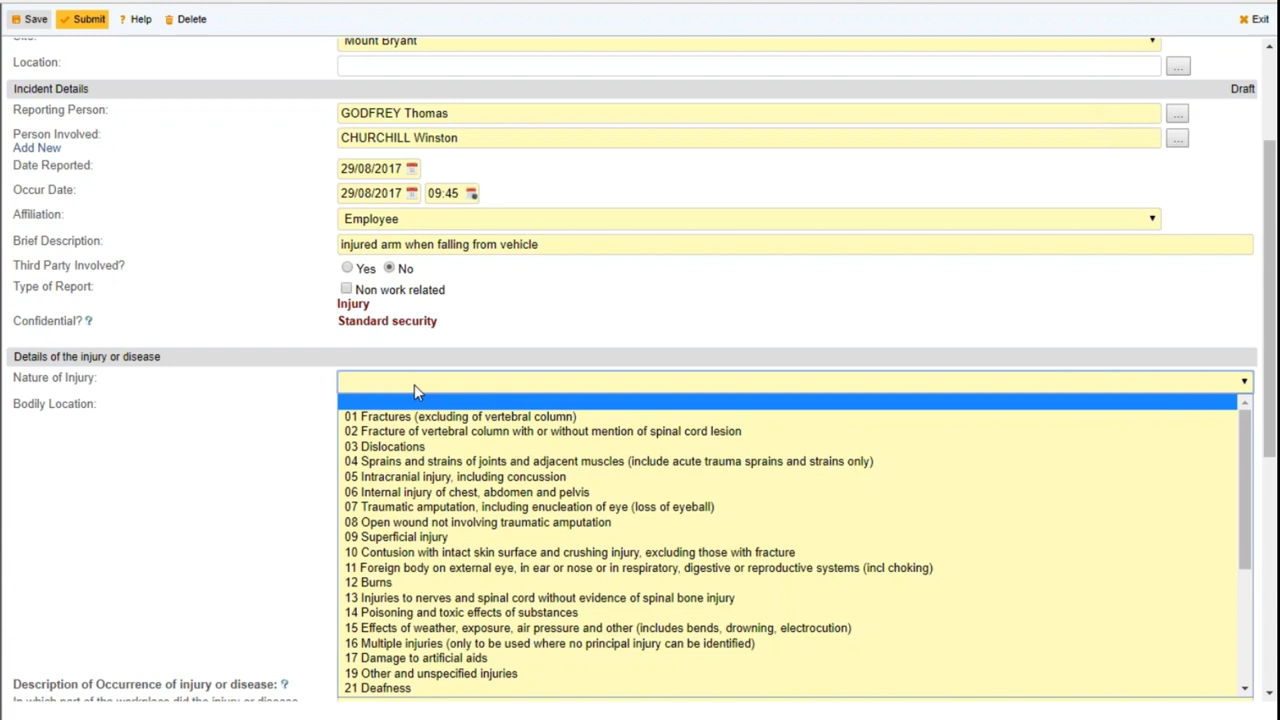 Save Submit ? Help Delete Exit
Mount Bryant
Location: ...
Incident Details Draft
Reporting Person: GODFREY Thomas ...
Person Involved: CHURCHILL Winston ...
Add New
Date Reported: 29/08/2017
Occur Date: 29/08/2017 09:45
Affiliation: Employee
Brief Description: injured arm when falling from vehicle
Third Party Involved? Yes No
Type of Report: Non work related
Injury
Confidential? ? Standard security
Details of the injury or disease
Nature of Injury:
Bodily Location:
01 Fractures (excluding of vertebral column)
02 Fracture of vertebral column with or without mention of spinal cord lesion
03 Dislocations
04 Sprains and strains of joints and adjacent muscles (include acute trauma sprains and strains only)
05 Intracranial injury, including concussion
06 Internal injury of chest, abdomen and pelvis
07 Traumatic amputation, including enucleation of eye (loss of eyeball)
08 Open wound not involving traumatic amputation
09 Superficial injury
10 Contusion with intact skin surface and crushing injury, excluding those with fracture
11 Foreign body on external eye, in ear or nose or in respiratory, digestive or reproductive systems (incl choking)
12 Burns
13 Injuries to nerves and spinal cord without evidence of spinal bone injury
14 Poisoning and toxic effects of substances
15 Effects of weather, exposure, air pressure and other (includes bends, drowning, electrocution)
16 Multiple injuries (only to be used where no principal injury can be identified)
17 Damage to artificial aids
19 Other and unspecified injuries
21 Deafness
Description of Occurrence of injury or disease: ?
In which part of the workplace did the injury or disease